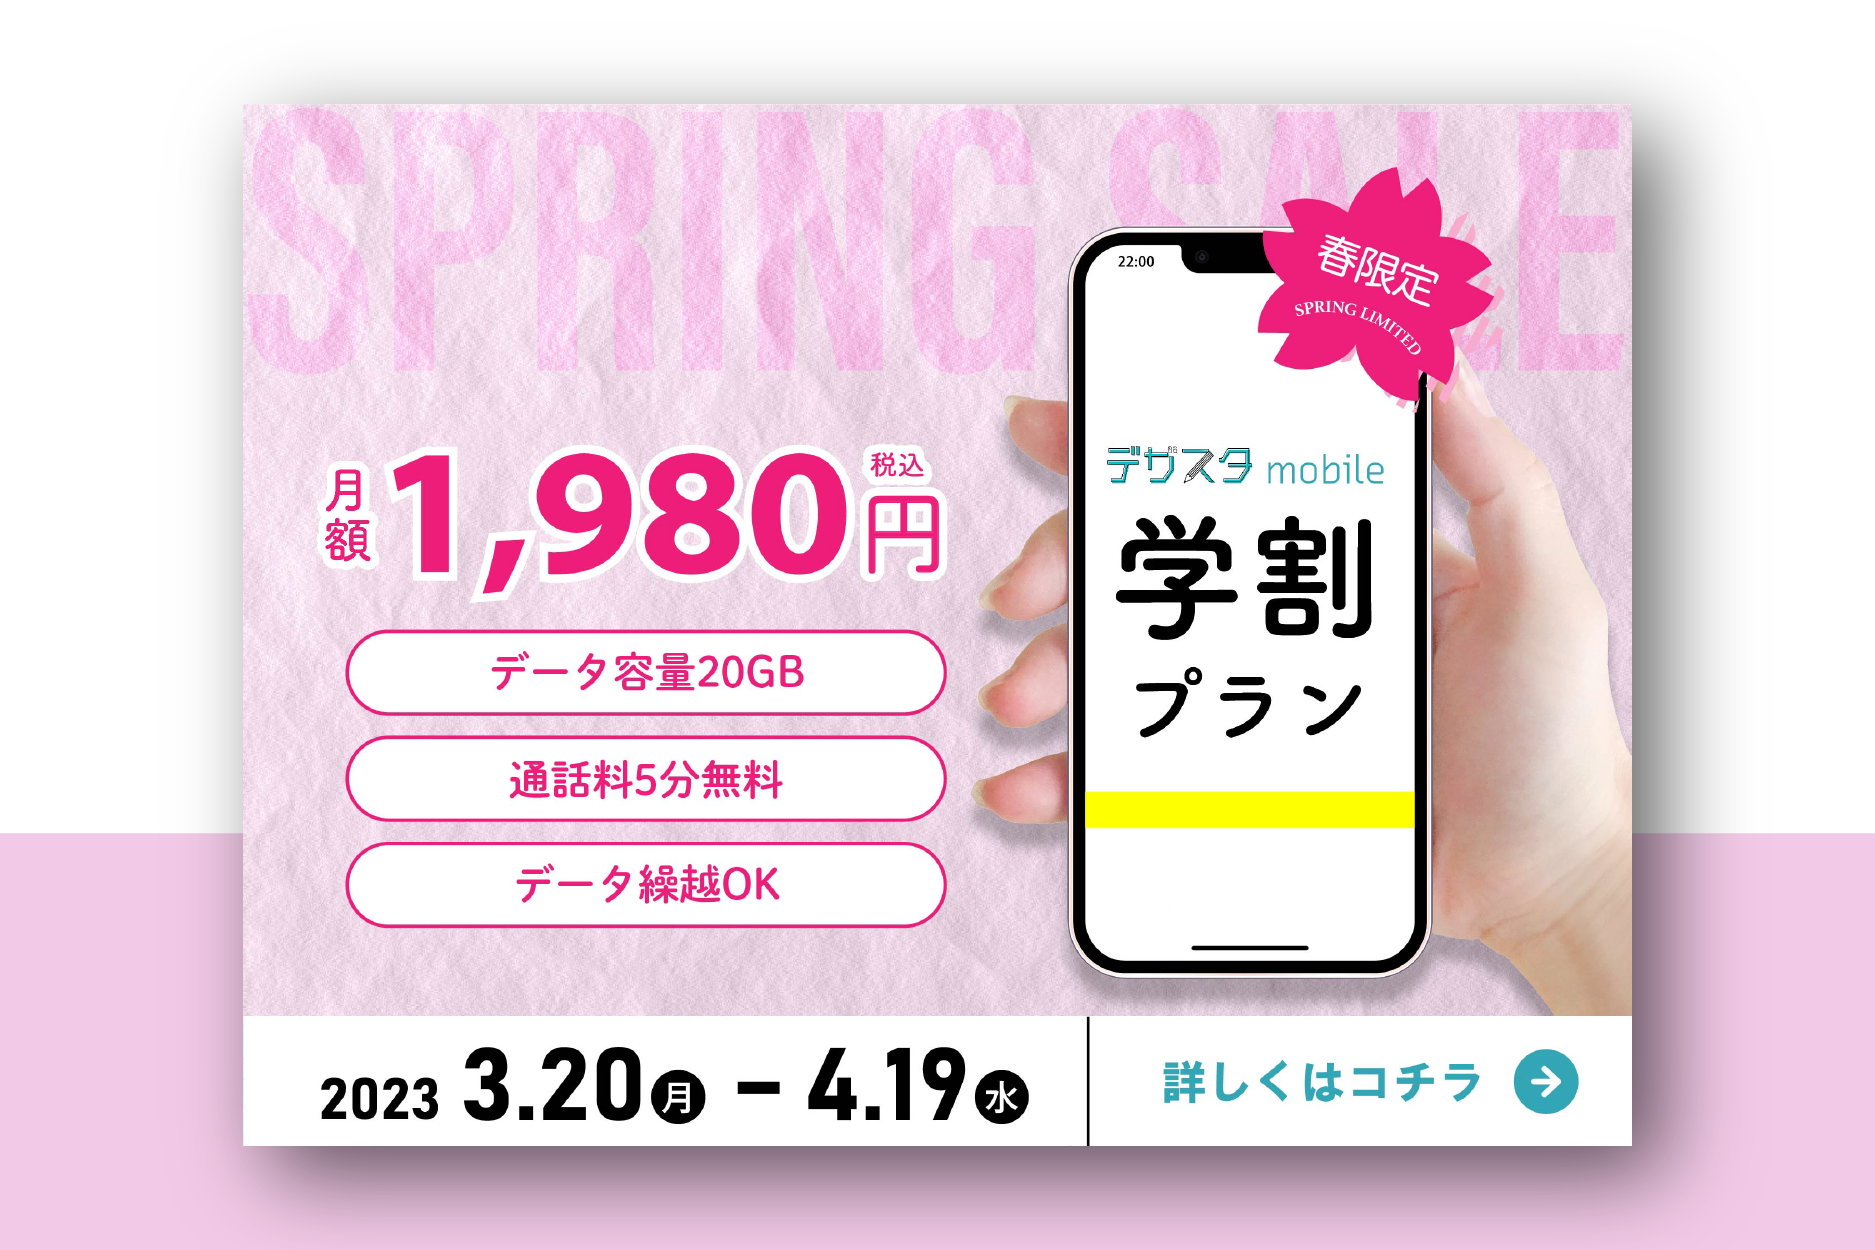 SPRING SALE
春限定
SPRING LIMITED
22:00
デザスタ mobile
学割
プラン
月額1,980円
税込
データ容量20GB
通話料5分無料
データ繰越OK
2023 3.20月 – 4.19水
詳しくはコチラ